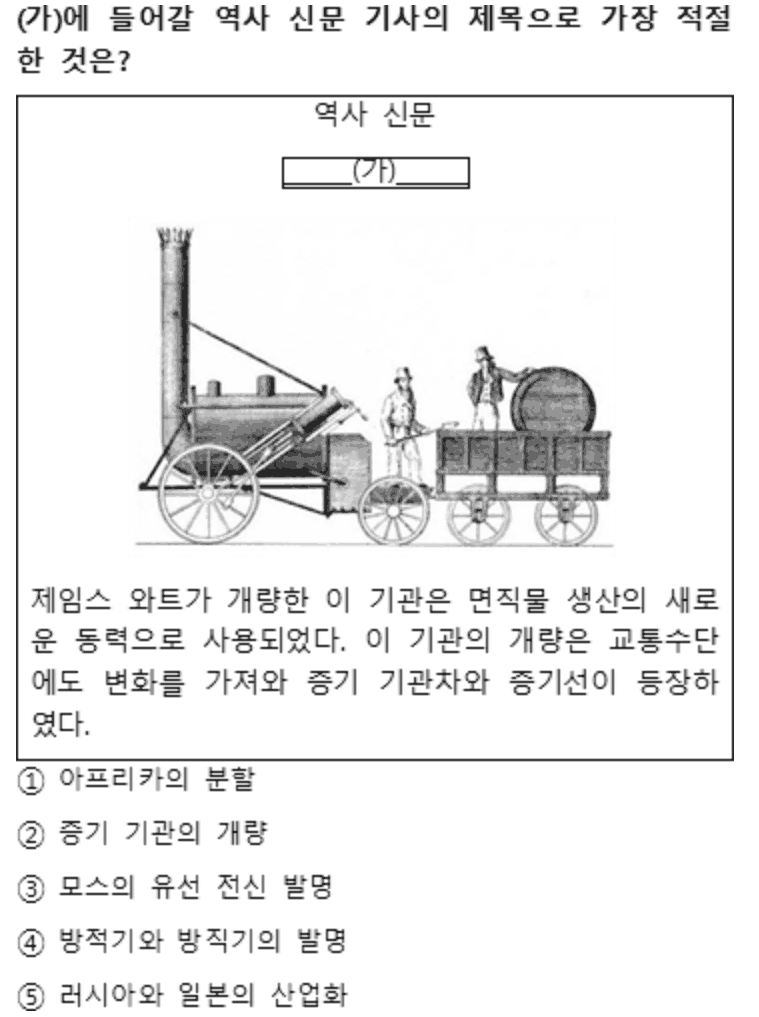 (가)에 들어갈 역사 신문 기사의 제목으로 가장 적절
한 것은?
역사 신문
(가)
제임스 와트가 개량한 이 기관은 면직물 생산의 새로
운 동력으로 사용되었다. 이 기관의 개량은 교통수단
에도 변화를 가져와 증기 기관차와 증기선이 등장하
였다.
① 아프리카의 분할
② 증기 기관의 개량
③ 모스의 유선 전신 발명
④ 방적기와 방직기의 발명
⑤ 러시아와 일본의 산업화